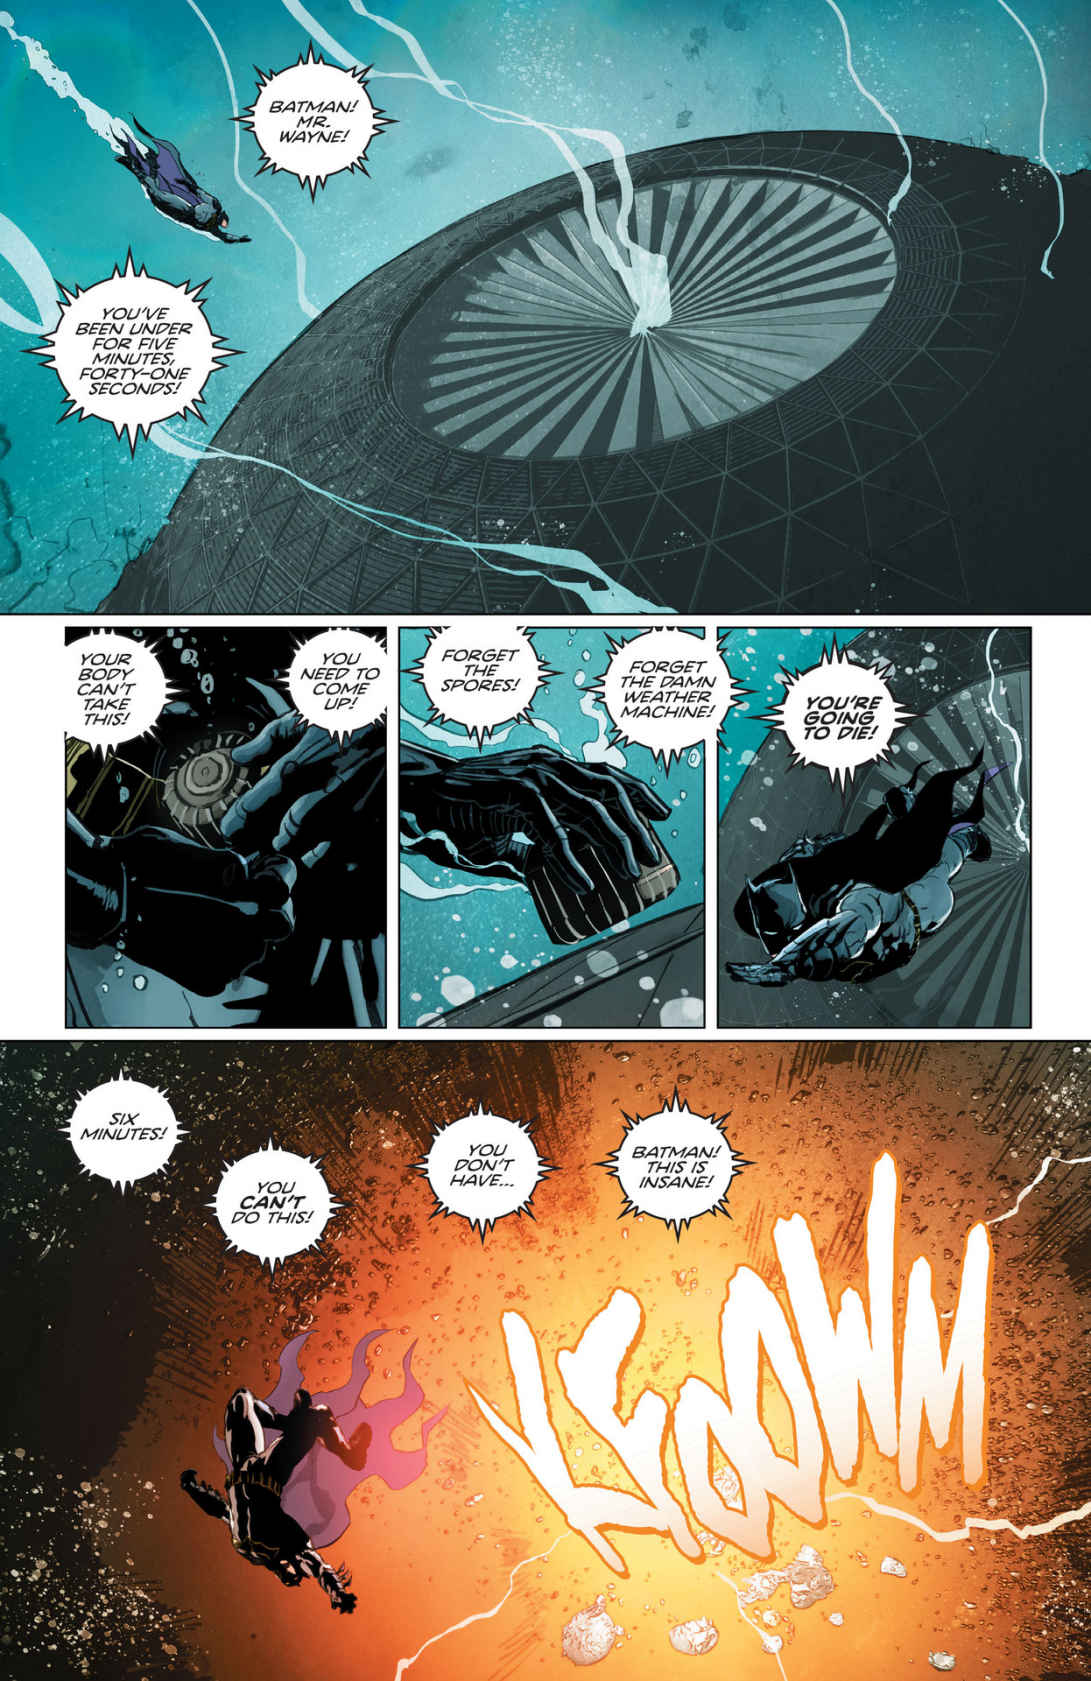 BATMAN!
MR.
WAYNE!
YOU'VE
BEEN UNDER
FOR FIVE
MINUTES,
FORTY-ONE
SECONDS!
YOUR
BODY
CAN'T
TAKE
THIS!
YOU
NEED TO
COME
UP!
FORGET
THE
SPORES!
FORGET
THE DAMN
WEATHER
MACHINE!
YOU'RE
GOING
TO DIE!
SIX
MINUTES!
YOU
CAN'T
DO THIS!
YOU
DON'T
HAVE...
BATMAN!
THIS IS
INSANE!
KFOOWM